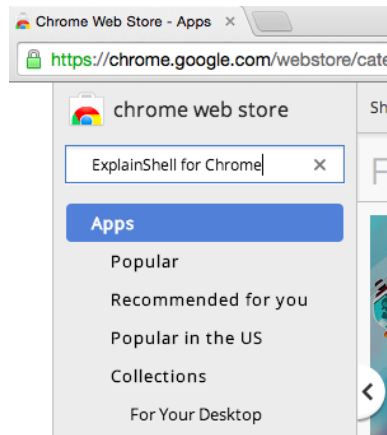 Chrome Web Store - Apps
https://chrome.google.com/webstore/cate
chrome web store
Sh
ExplainShell for Chrome
F
Apps
Popular
Recommended for you
Popular in the US
Collections
For Your Desktop